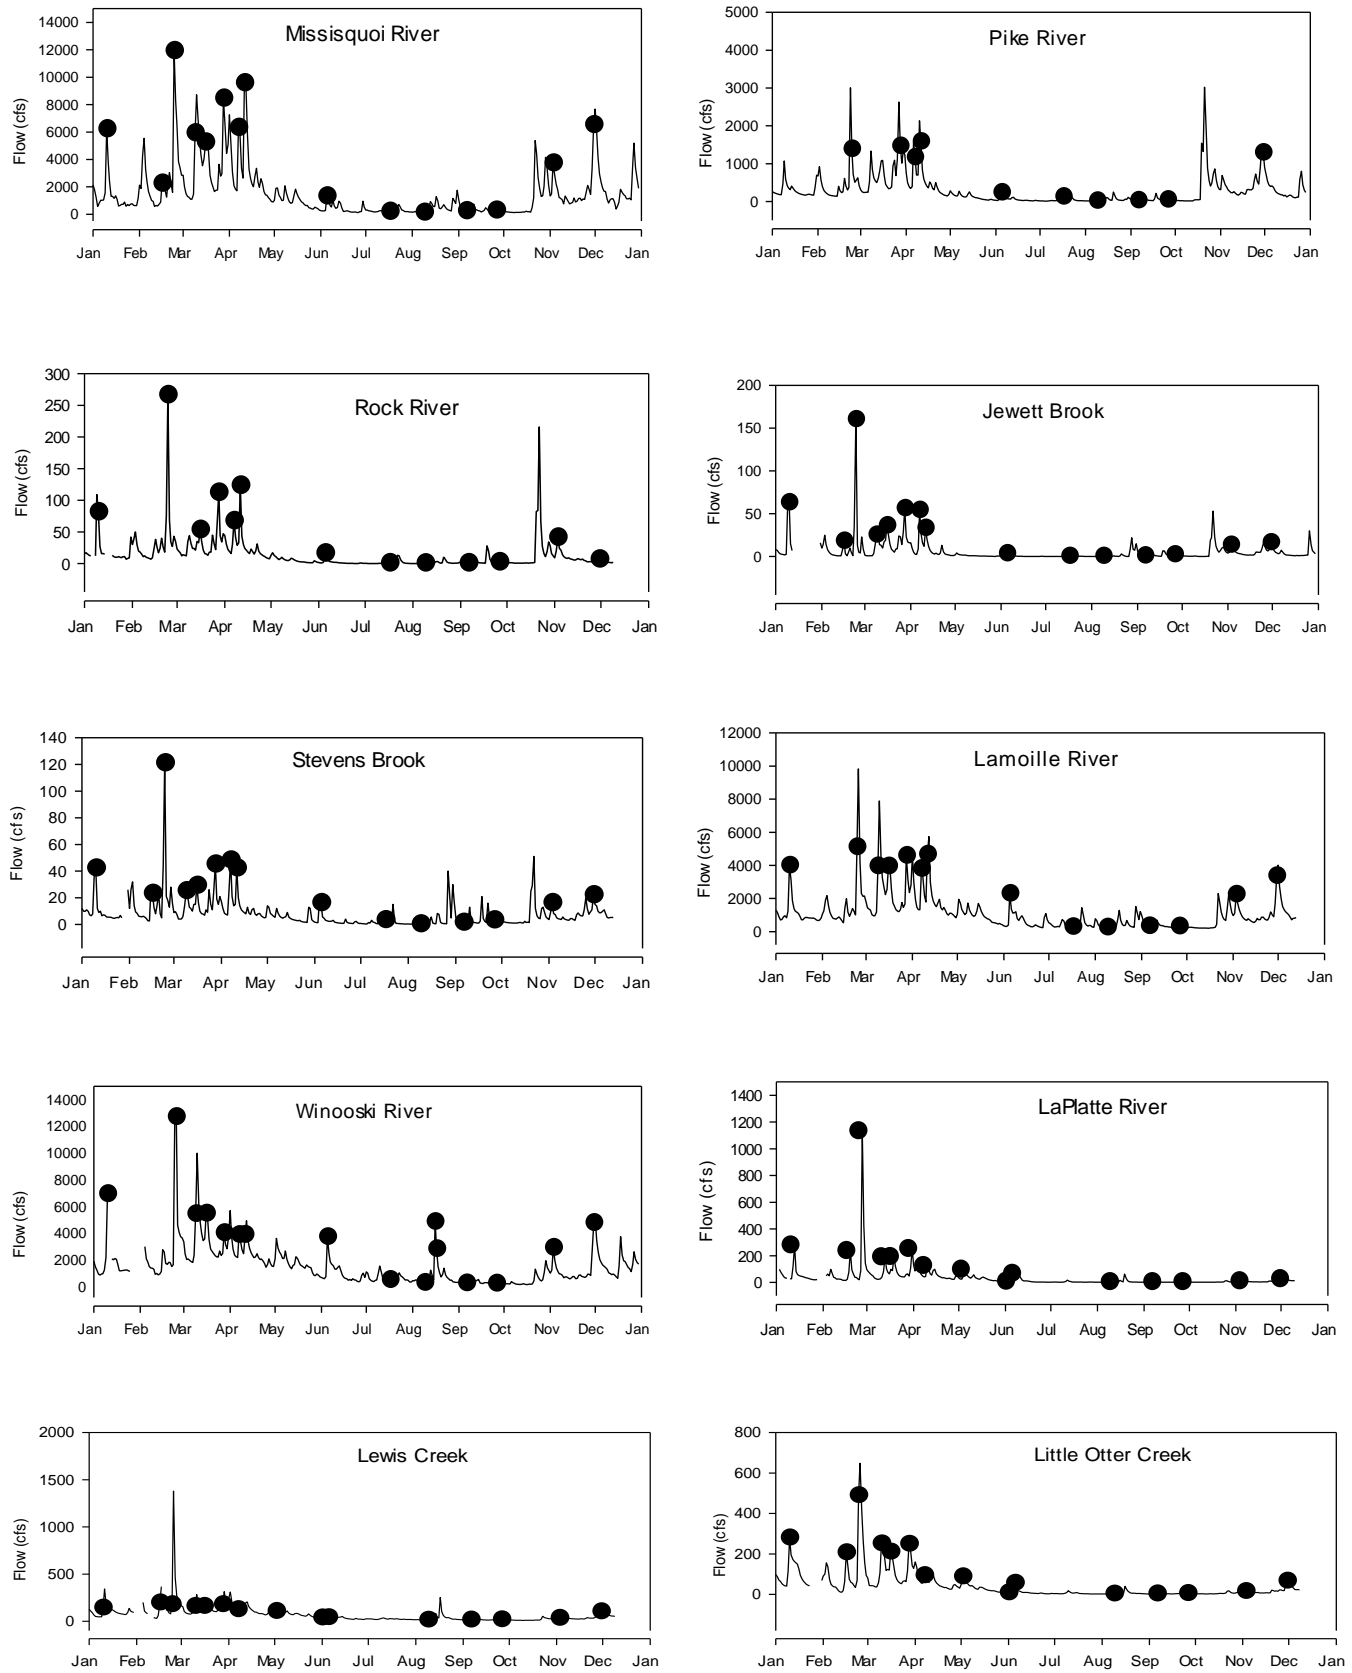 Missisquoi River
14000
12000
10000
8000
6000
4000
2000
0
Flow (cfs)
Jan Feb Mar Apr May Jun Jul Aug Sep Oct Nov Dec Jan
Pike River
5000
4000
3000
2000
1000
0
Flow (cfs)
Jan Feb Mar Apr May Jun Jul Aug Sep Oct Nov Dec Jan
Rock River
300
250
200
150
100
50
0
Flow (cfs)
Jan Feb Mar Apr May Jun Jul Aug Sep Oct Nov Dec Jan
Jewett Brook
200
150
100
50
0
Flow (cfs)
Jan Feb Mar Apr May Jun Jul Aug Sep Oct Nov Dec Jan
Stevens Brook
140
120
100
80
60
40
20
0
Flow (cfs)
Jan Feb Mar Apr May Jun Jul Aug Sep Oct Nov Dec Jan
Lamoille River
12000
10000
8000
6000
4000
2000
0
Flow (cfs)
Jan Feb Mar Apr May Jun Jul Aug Sep Oct Nov Dec Jan
Winooski River
14000
12000
10000
8000
6000
4000
2000
0
Flow (cfs)
Jan Feb Mar Apr May Jun Jul Aug Sep Oct Nov Dec Jan
LaPlatte River
1400
1200
1000
800
600
400
200
0
Flow (cfs)
Jan Feb Mar Apr May Jun Jul Aug Sep Oct Nov Dec Jan
Lewis Creek
2000
1500
1000
500
0
Flow (cfs)
Jan Feb Mar Apr May Jun Jul Aug Sep Oct Nov Dec Jan
Little Otter Creek
800
600
400
200
0
Flow (cfs)
Jan Feb Mar Apr May Jun Jul Aug Sep Oct Nov Dec Jan